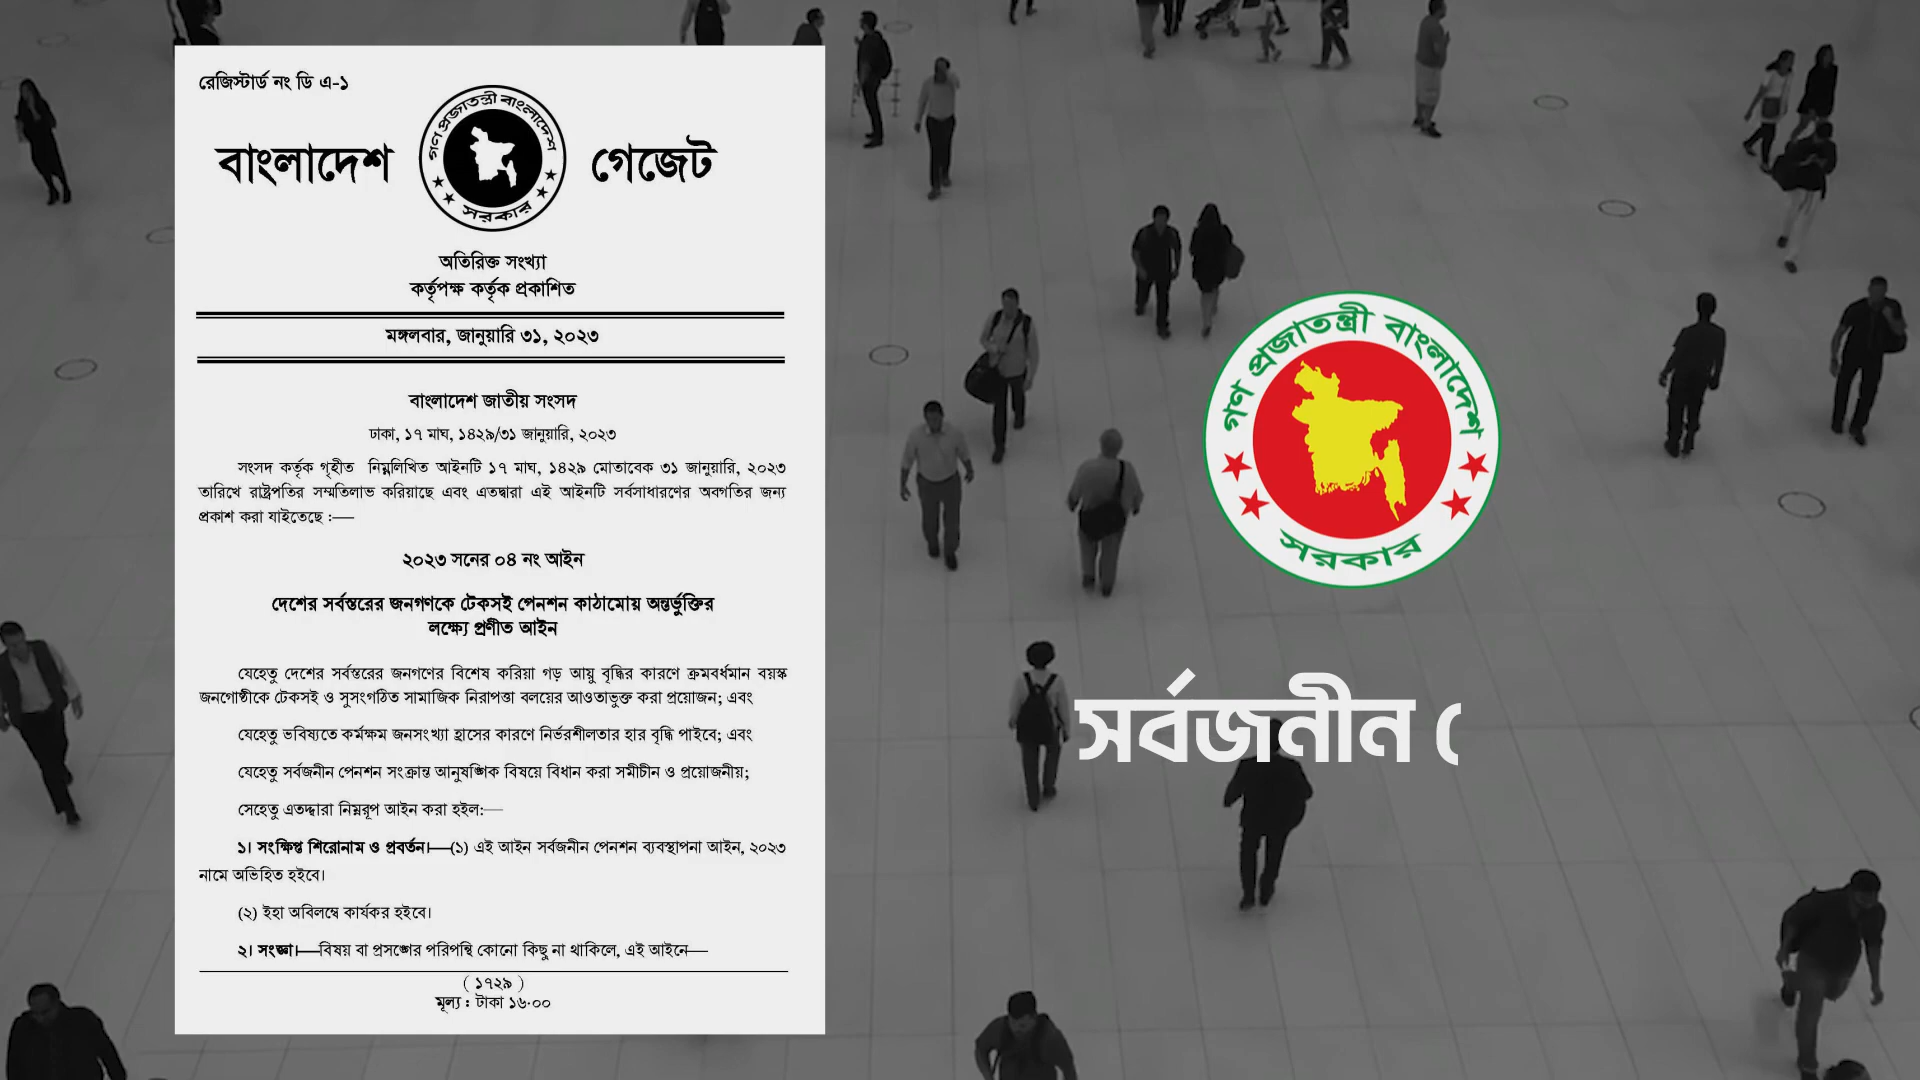 রেজিস্টার্ড নং ডি এ-১
বাংলাদেশ
গণ প্রজাতন্ত্রী বাংলাদেশ
সরকার
গেজেট
অতিরিক্ত সংখ্যা
কর্তৃপক্ষ কর্তৃক প্রকাশিত
মঙ্গলবার, জানুয়ারি ৩১, ২০২৩
বাংলাদেশ জাতীয় সংসদ
ঢাকা, ১৭ মাঘ, ১৪২৯/৩১ জানুয়ারি, ২০২৩
সংসদ কর্তৃক গৃহীত নিম্নলিখিত আইনটি ১৭ মাঘ, ১৪২৯ মোতাবেক ৩১ জানুয়ারি, ২০২৩
তারিখে রাষ্ট্রপতির সম্মতিলাভ করিয়াছে এবং এতদ্বারা এই আইনটি সর্বসাধারণের অবগতির জন্য
প্রকাশ করা যাইতেছে :—
২০২৩ সনের ০৪ নং আইন
দেশের সর্বস্তরের জনগণকে টেকসই পেনশন কাঠামোয় অন্তর্ভুক্তির
লক্ষ্যে প্রণীত আইন
যেহেতু দেশের সর্বস্তরের জনগণের বিশেষ করিয়া গড় আয়ু বৃদ্ধির কারণে ক্রমবর্ধমান বয়স্ক
জনগোষ্ঠীকে টেকসই ও সুসংগঠিত সামাজিক নিরাপত্তা বলয়ের আওতাভুক্ত করা প্রয়োজন; এবং
যেহেতু ভবিষ্যতে কর্মক্ষম জনসংখ্যা হ্রাসের কারণে নির্ভরশীলতার হার বৃদ্ধি পাইবে; এবং
যেহেতু সর্বজনীন পেনশন সংক্রান্ত আনুষঙ্গিক বিষয়ে বিধান করা সমীচীন ও প্রয়োজনীয়;
সেহেতু এতদ্দ্বারা নিম্নরূপ আইন করা হইল:—
১। সংক্ষিপ্ত শিরোনাম ও প্রবর্তন।—(১) এই আইন সর্বজনীন পেনশন ব্যবস্থাপনা আইন, ২০২৩
নামে অভিহিত হইবে।
(২) ইহা অবিলম্বে কার্যকর হইবে।
২। সংজ্ঞা।—বিষয় বা প্রসঙ্গের পরিপন্থি কোনো কিছু না থাকিলে, এই আইনে—
( ১৭২৯ )
মূল্য : টাকা ১৬·০০
গণ প্রজাতন্ত্রী বাংলাদেশ
সরকার
সর্বজনীন